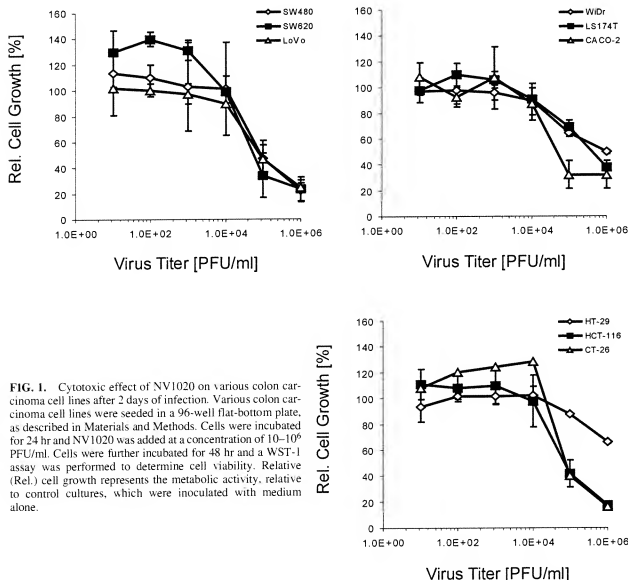 SW480
SW620
LoVo
Rel. Cell Growth [%]
160
140
120
100
80
60
40
20
0
1.0E+00 1.0E+02 1.0E+04 1.0E+06
Virus Titer [PFU/ml]
WiDr
LS174T
CACO-2
160
140
120
100
80
60
40
20
0
1.0E+00 1.0E+02 1.0E+04 1.0E+06
Virus Titer [PFU/ml]
FIG. 1. Cytotoxic effect of NV1020 on various colon car-
cinoma cell lines after 2 days of infection. Various colon car-
cinoma cell lines were seeded in a 96-well flat-bottom plate,
as described in Materials and Methods. Cells were incubated
for 24 hr and NV1020 was added at a concentration of 10–10⁶
PFU/ml. Cells were further incubated for 48 hr and a WST-1
assay was performed to determine cell viability. Relative
(Rel.) cell growth represents the metabolic activity, relative
to control cultures, which were inoculated with medium
alone.
HT-29
HCT-116
CT-26
Rel. Cell Growth [%]
160
140
120
100
80
60
40
20
0
1.0E+00 1.0E+02 1.0E+04 1.0E+06
Virus Titer [PFU/ml]